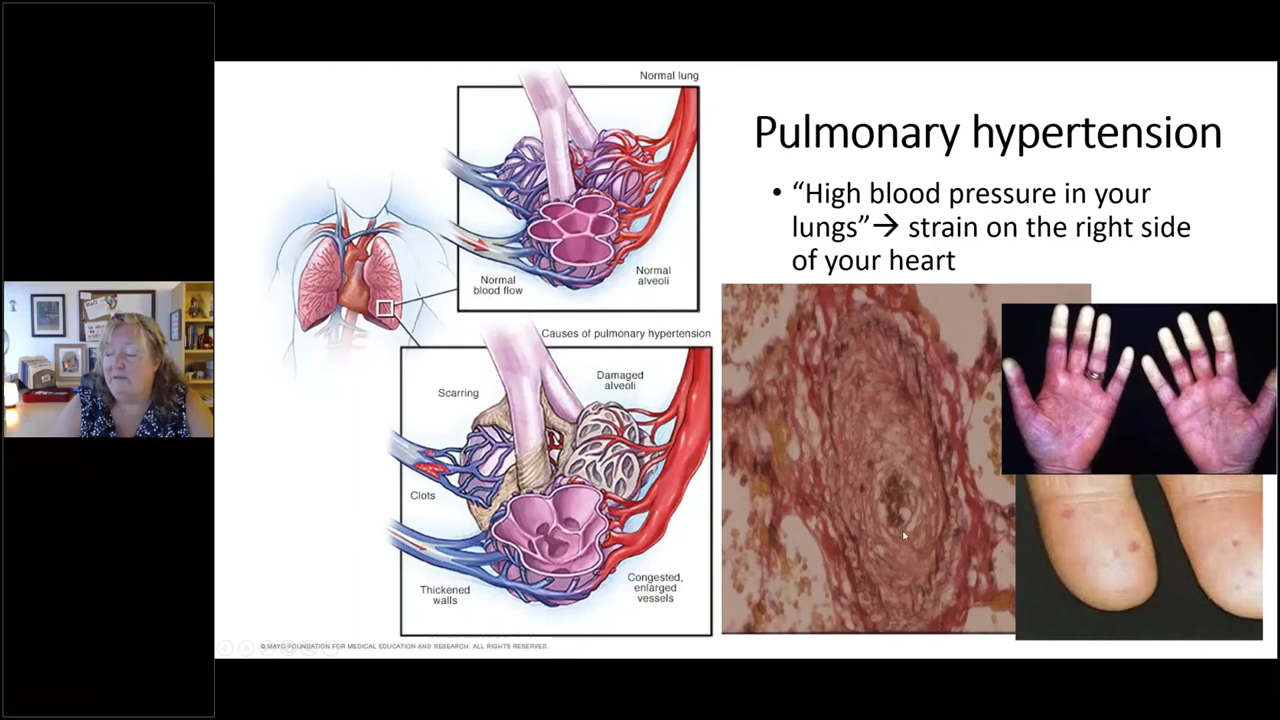 Normal lung
Normal
blood flow
Normal
alveoli
Causes of pulmonary hypertension
Scarring
Damaged
alveoli
Clots
Thickened
walls
Congested,
enlarged
vessels
© MAYO FOUNDATION FOR MEDICAL EDUCATION AND RESEARCH. ALL RIGHTS RESERVED.
Pulmonary hypertension
• “High blood pressure in your
lungs”→ strain on the right side
of your heart